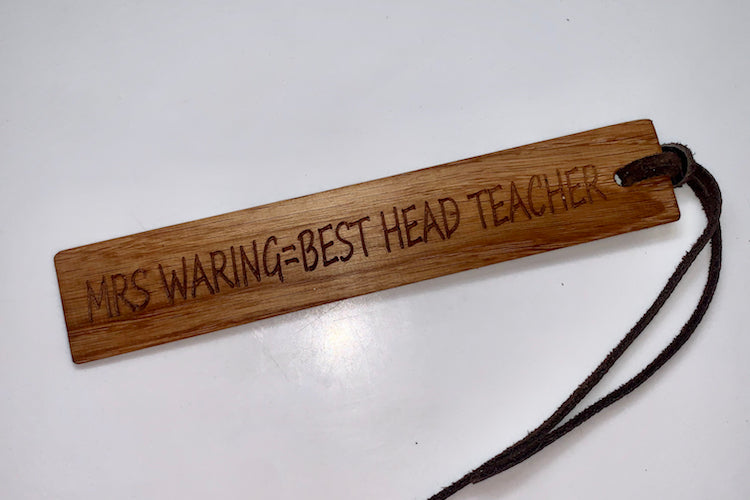 MRS WARING=BEST HEAD TEACHER